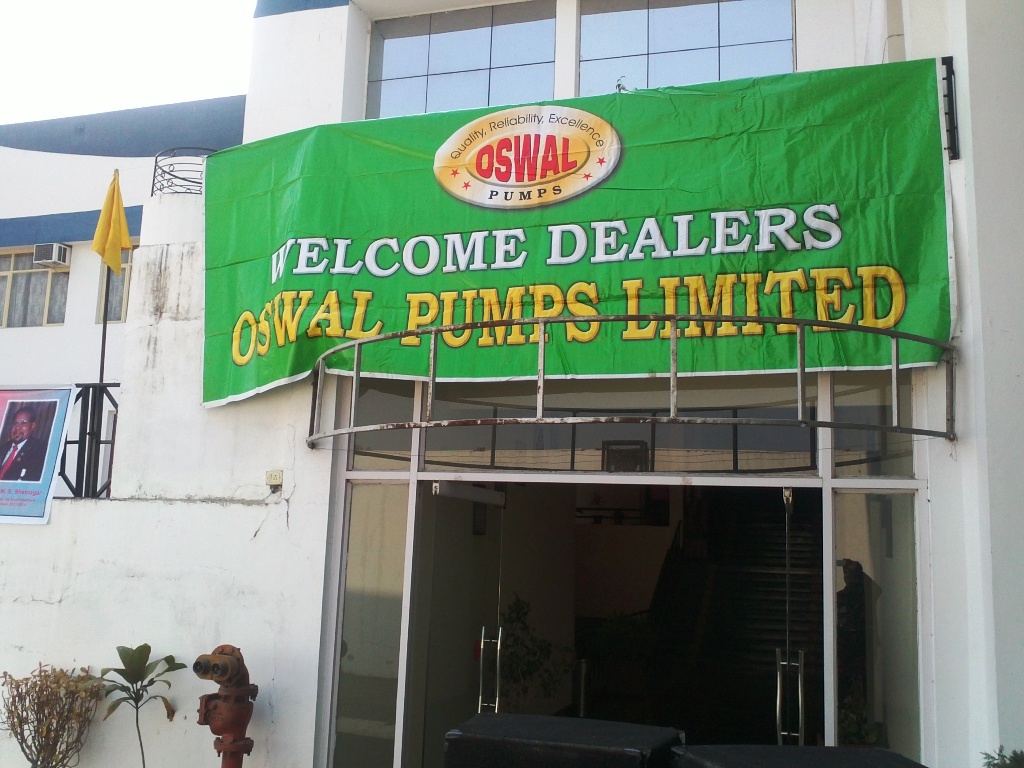 Quality, Reliability, Excellence
OSWAL
PUMPS
WELCOME DEALERS
OSWAL PUMPS LIMITED